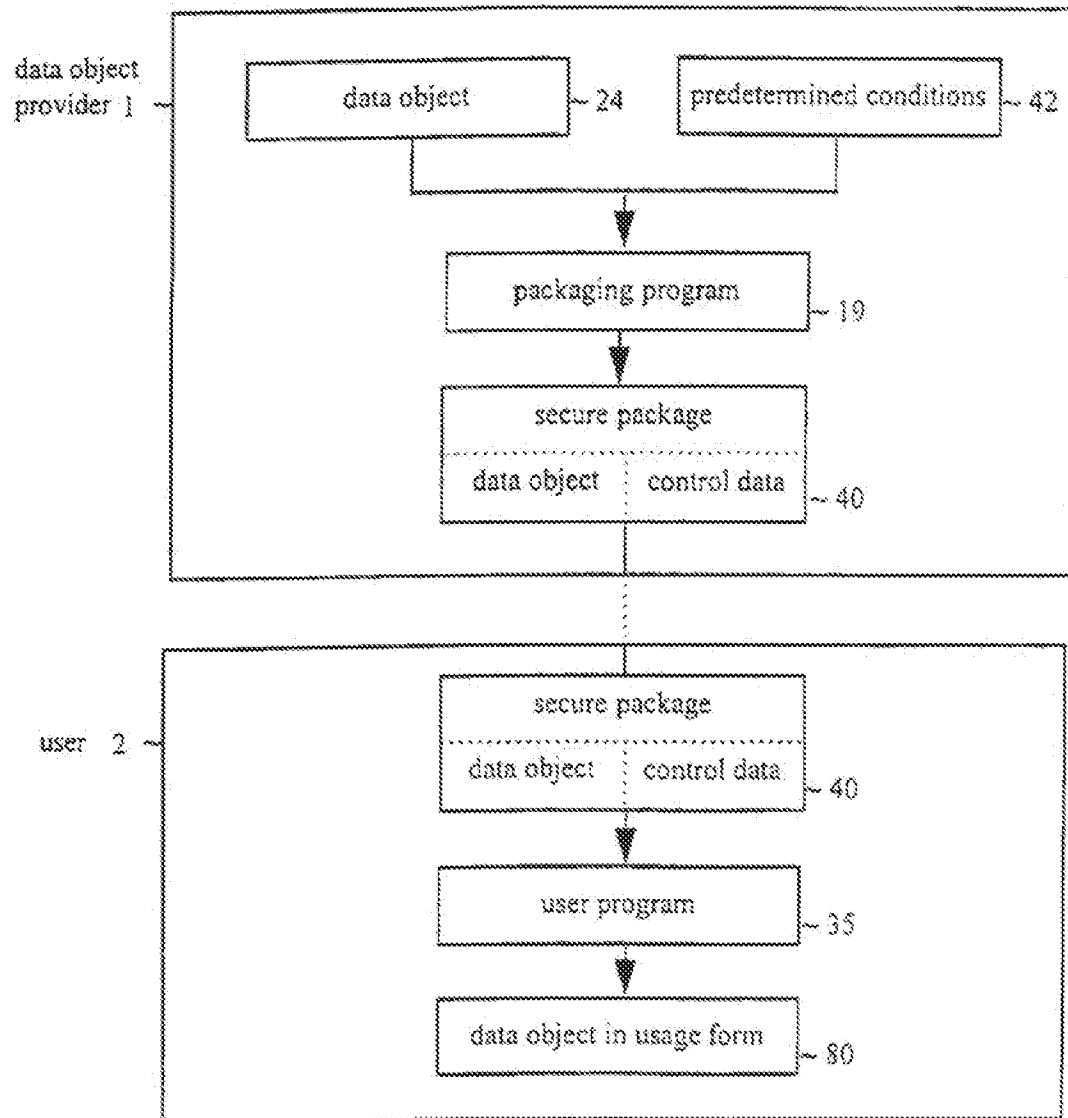 data object
provider 1
data object
~ 24
predetermined conditions
~ 42
packaging program
~ 19
secure package
data object
control data
~ 40
user 2
secure package
data object
control data
~ 40
user program
~ 35
data object in usage form
~ 80